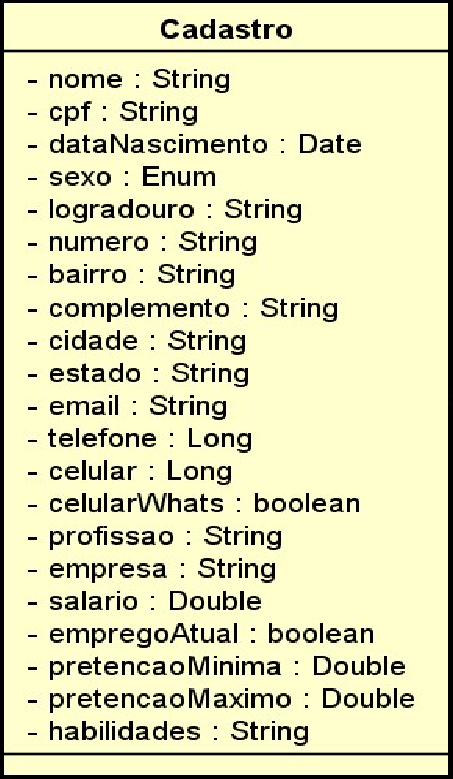 Cadastro
- nome : String
- cpf : String
- dataNascimento : Date
- sexo : Enum
- logradouro : String
- numero : String
- bairro : String
- complemento : String
- cidade : String
- estado : String
- email : String
- telefone : Long
- celular : Long
- celularWhats : boolean
- profissao : String
- empresa : String
- salario : Double
- empregoAtual : boolean
- pretencaoMinima : Double
- pretencaoMaximo : Double
- habilidades : String